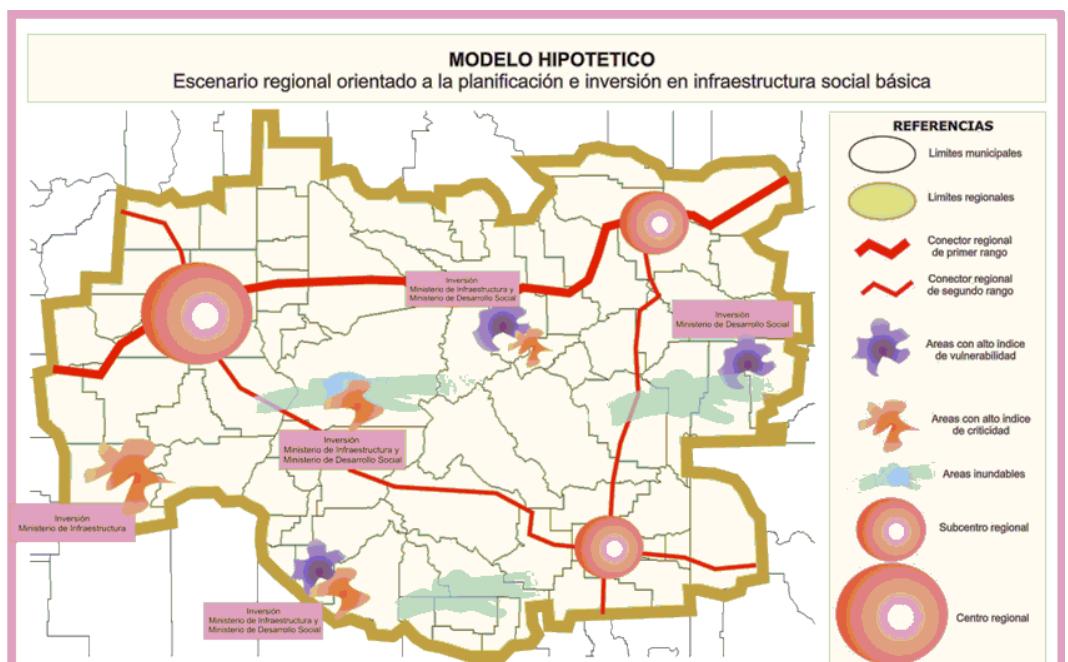 MODELO HIPOTETICO
Escenario regional orientado a la planificación e inversión en infraestructura social básica
REFERENCIAS
Limites municipales
Limites regionales
Conector regional
de primer rango
Conector regional
de segundo rango
Areas con alto indice
de vulnerabilidad
Areas con alto indice
de criticidad
Areas inundables
Subcentro regional
Centro regional
Inversión
Ministerio de Infraestructura y
Ministerio de Desarrollo Social
Inversión
Ministerio de Desarrollo Social
Inversión
Ministerio de Infraestructura y
Ministerio de Desarrollo Social
Inversión
Ministerio de Infraestructura
Inversión
Ministerio de Infraestructura y
Ministerio de Desarrollo Social